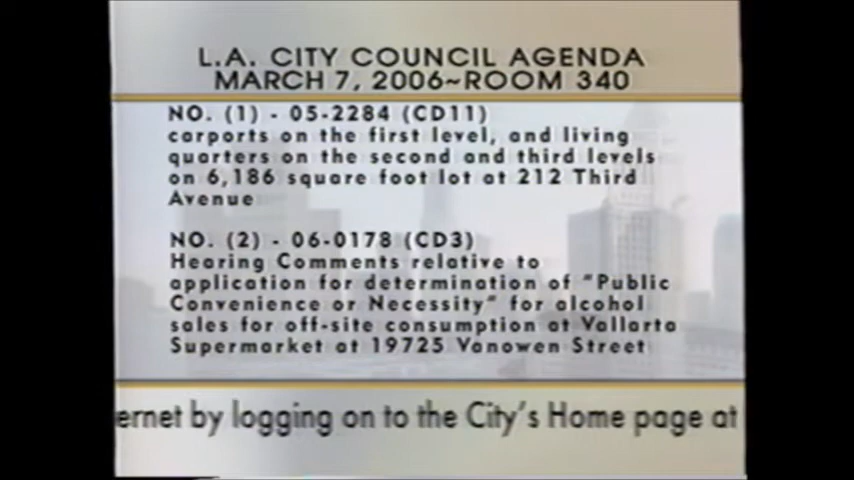 L.A. CITY COUNCIL AGENDA
MARCH 7, 2006~ROOM 340
NO. (1) - 05-2284 (CD11)
carports on the first level, and living
quarters on the second and third levels
on 6,186 square foot lot at 212 Third
Avenue
NO. (2) - 06-0178 (CD3)
Hearing Comments relative to
application for determination of "Public
Convenience or Necessity" for alcohol
sales for off-site consumption at Vallarta
Supermarket at 19725 Vanowen Street
ernet by logging on to the City's Home page at